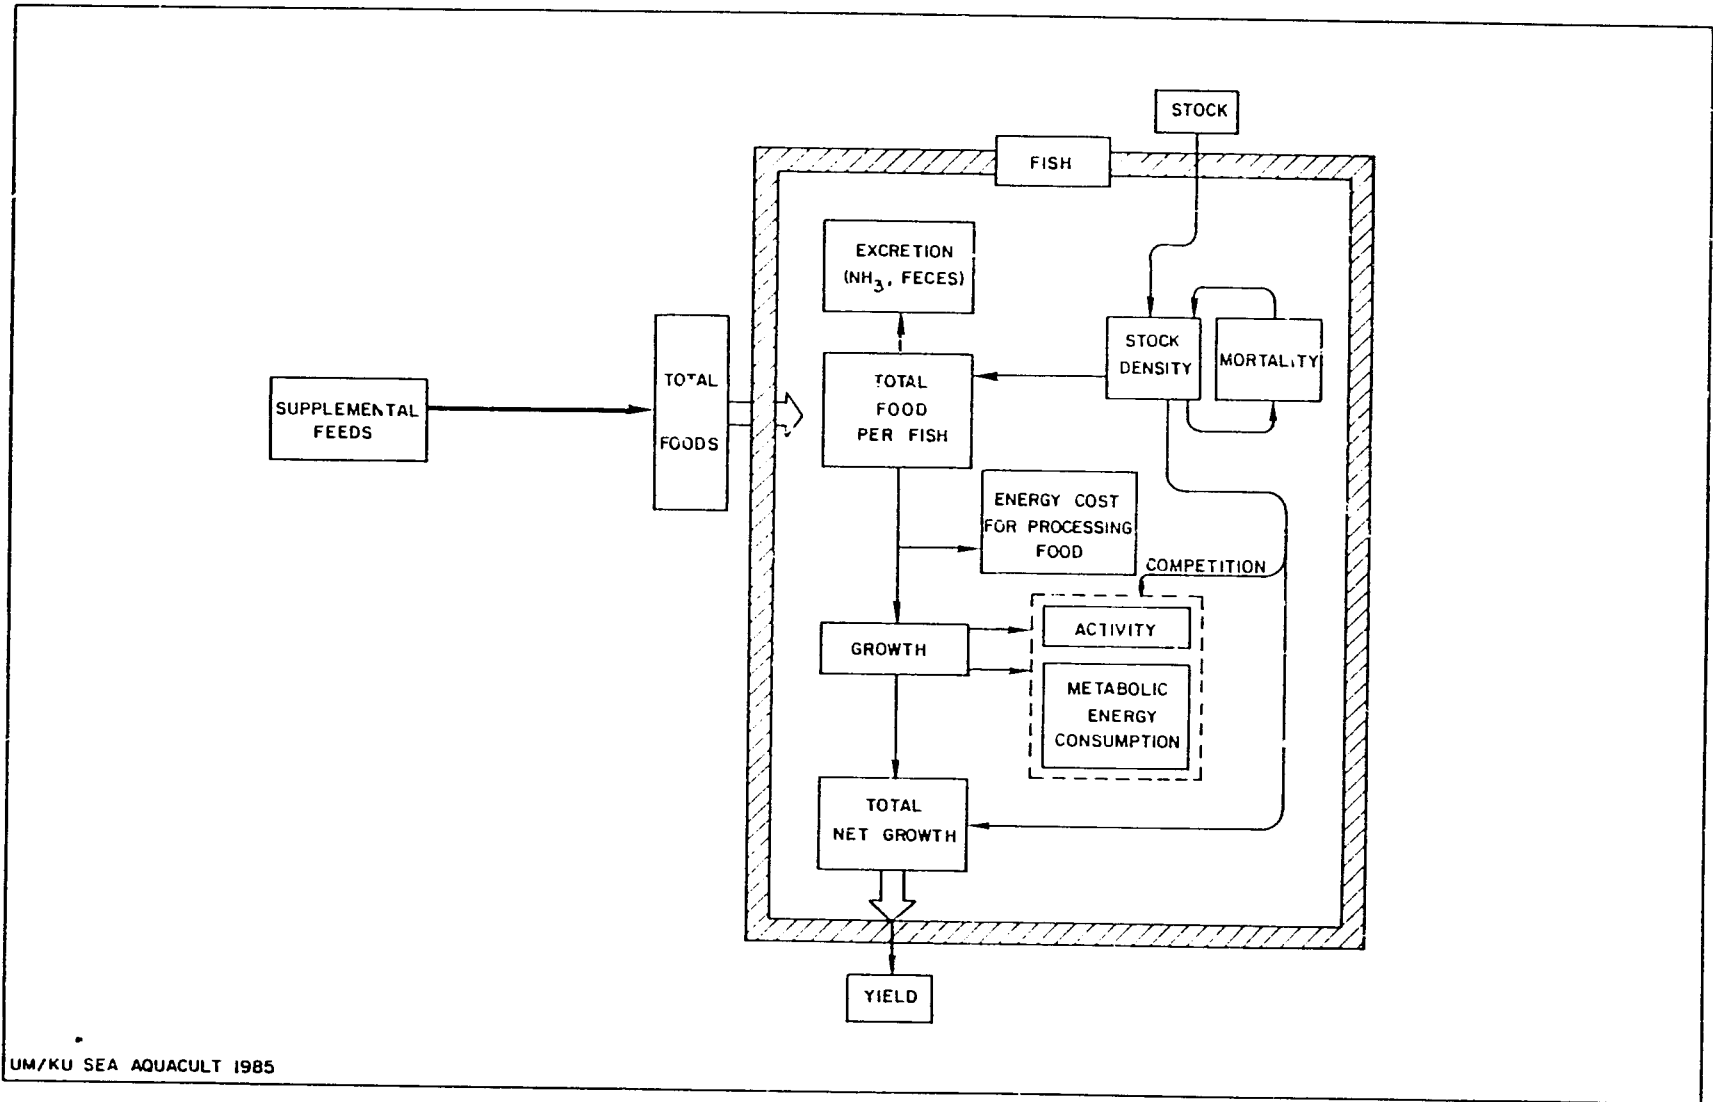 STOCK
FISH
EXCRETION
(NH3, FECES)
STOCK
DENSITY
MORTALITY
TOTAL
FOODS
TOTAL
FOOD
PER FISH
SUPPLEMENTAL
FEEDS
ENERGY COST
FOR PROCESSING
FOOD
COMPETITION
ACTIVITY
GROWTH
METABOLIC
ENERGY
CONSUMPTION
TOTAL
NET GROWTH
YIELD
UM/KU SEA AQUACULT 1985